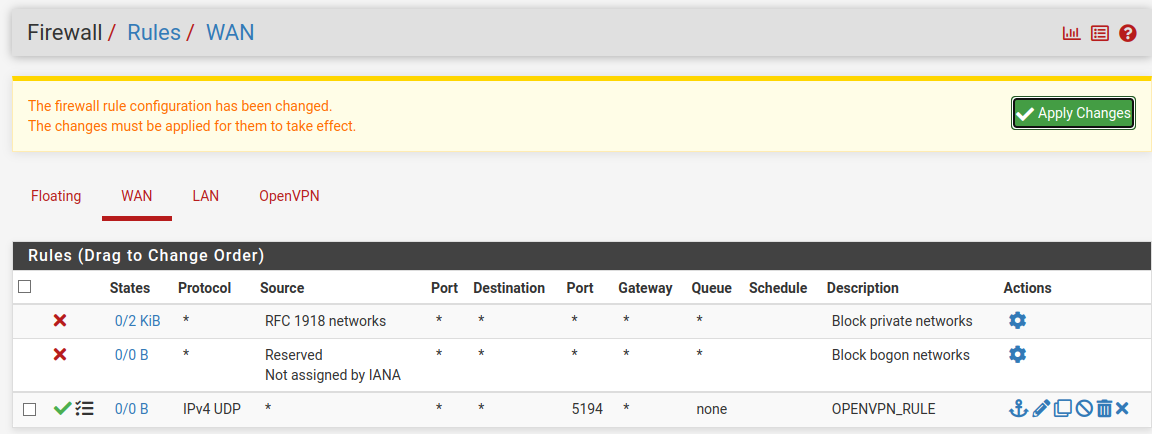 Firewall / Rules / WAN
The firewall rule configuration has been changed.
The changes must be applied for them to take effect.
Apply Changes
Floating WAN LAN OpenVPN
Rules (Drag to Change Order)
States Protocol Source Port Destination Port Gateway Queue Schedule Description Actions
0/2 KiB * RFC 1918 networks * * * * * Block private networks
0/0 B * Reserved * * * * * Block bogon networks
Not assigned by IANA
0/0 B IPv4 UDP * * * 5194 * none OPENVPN_RULE